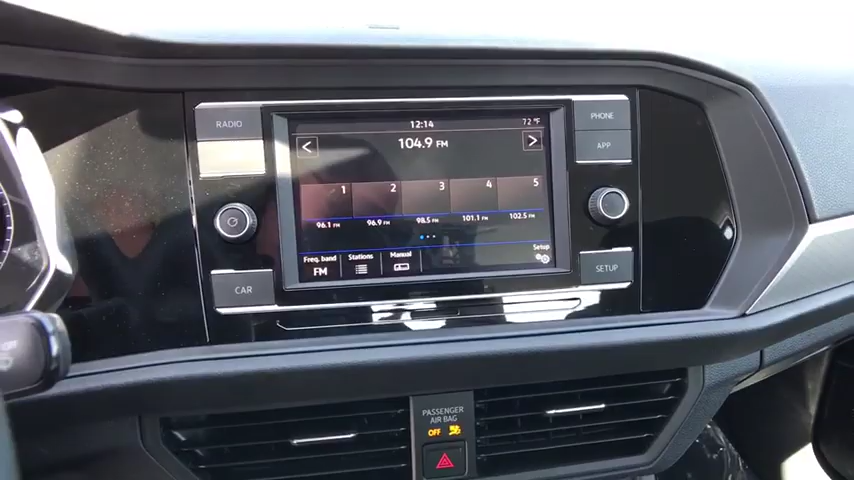 12:14
72 °F
RADIO
PHONE
104.9 FM
APP
1 2 3 4 5
96.1 FM 96.9 FM 98.5 FM 101.1 FM 102.5 FM
Freq. band Stations Manual Setup
FM
CAR
SETUP
PASSENGER
AIR BAG
OFF